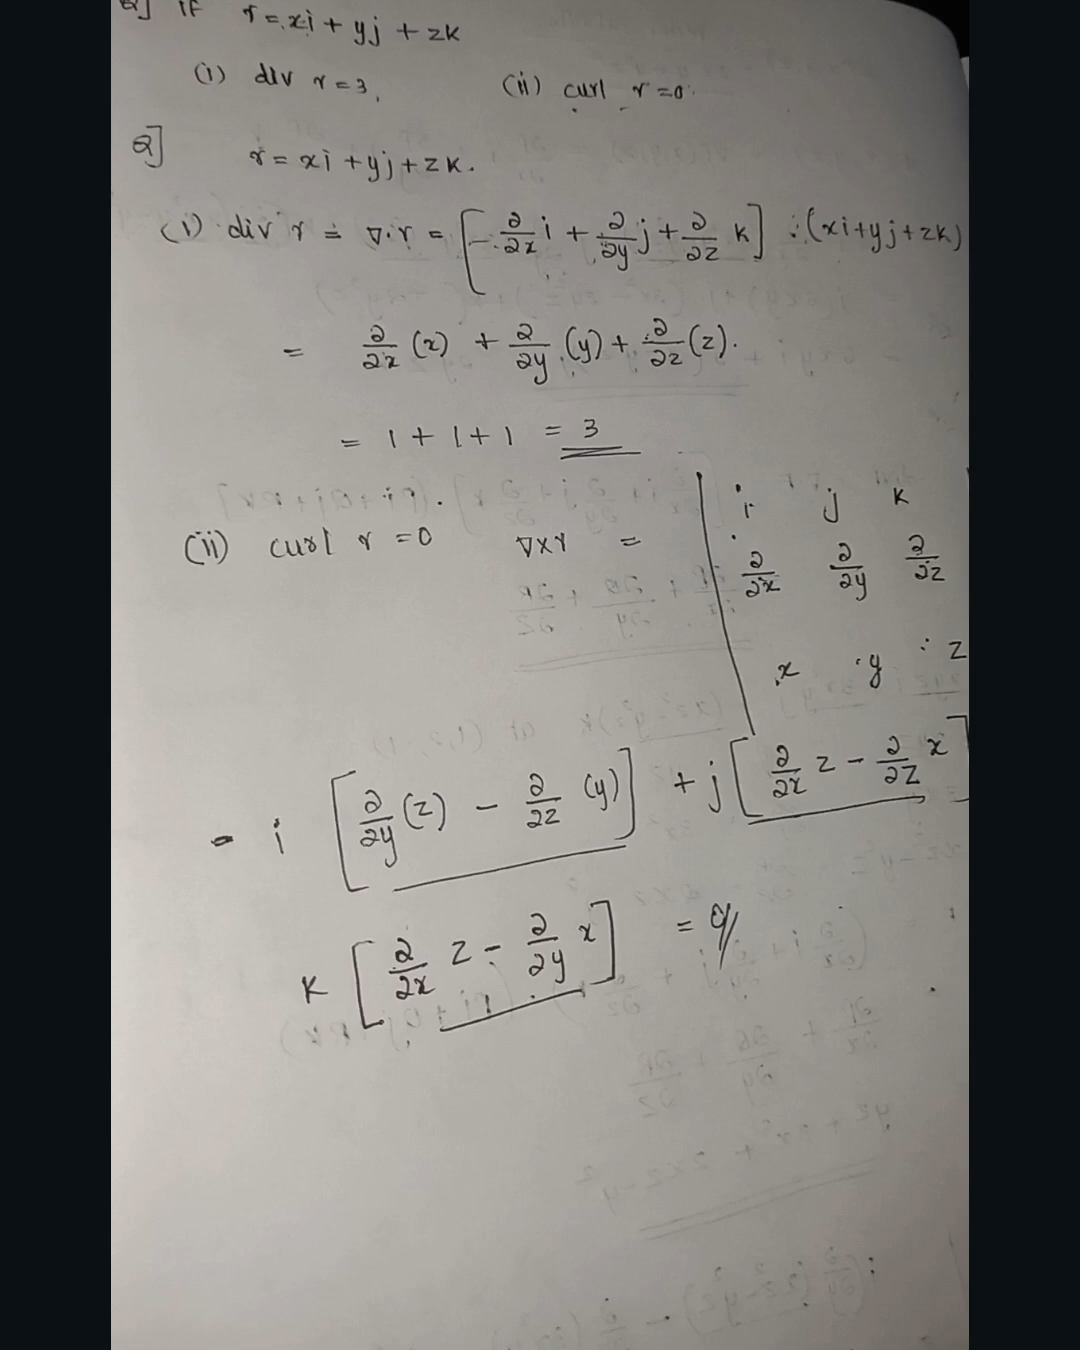 Q] if r = xi + yj + zk
(i) div r = 3, (ii) curl r = 0
Q] r = xi + yj + zk.
(i) div r = ∇·r = [∂/∂x i + ∂/∂y j + ∂/∂z k] · (xi + yj + zk)
= ∂/∂x (x) + ∂/∂y (y) + ∂/∂z (z).
= 1 + 1 + 1 = 3
(ii) curl r = 0 ∇×r = | i j k
∂/∂x ∂/∂y ∂/∂z
x y z
= i [∂/∂y (z) - ∂/∂z (y)] + j [∂/∂x z - ∂/∂z x]
k [∂/∂x z - ∂/∂y x] = 0//